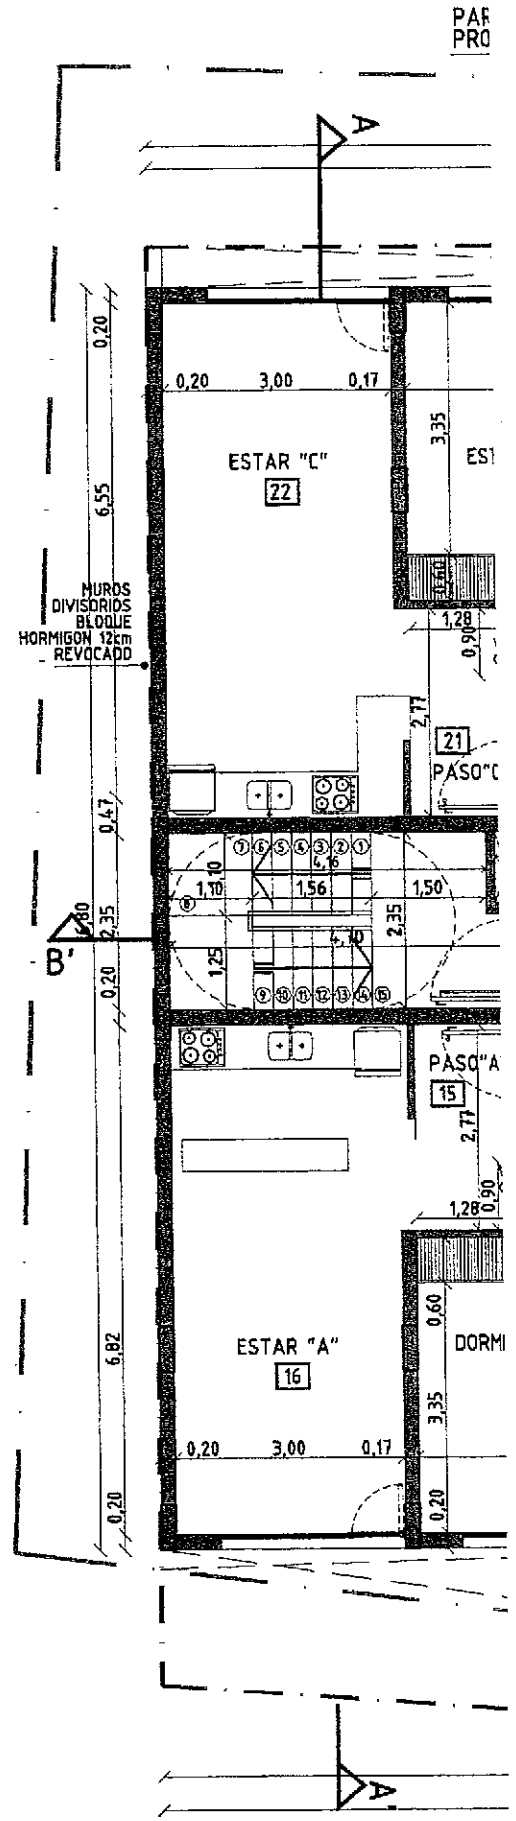 PAR
PRO
A
0,20
0,20 3,00 0,17
3,35
ESTAR "C"
22
EST
6,55
0,60
MUROS
DIVISORIOS
BLOQUE
HORMIGON 12cm
REVOCADO
1,28
0,90
2,77
21
PASO"C
0,47
7 6 5 4 3 2 1
4,16
1,10
1,10 1,56 1,50
8
2,35
2,35
B'
1,25
0,20
9 10 11 12 13 14 15
PASO"A
15
2,77
0,90
1,28
0,60
ESTAR "A"
16
DORMI
6,82
3,35
0,20 3,00 0,17
0,20
0,20
A'